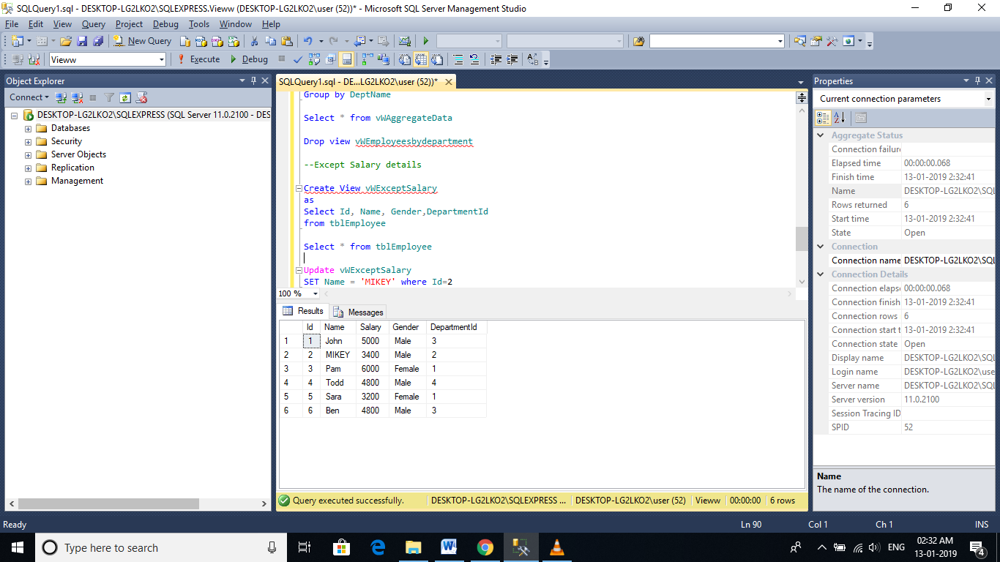 SQLQuery1.sql - DESKTOP-LG2LKO2\SQLEXPRESS.Vieww (DESKTOP-LG2LKO2\user (52))* - Microsoft SQL Server Management Studio
File Edit View Query Project Debug Tools Window Help
New Query
Vieww Execute Debug
Object Explorer
Connect
DESKTOP-LG2LKO2\SQLEXPRESS (SQL Server 11.0.2100 - DES
Databases
Security
Server Objects
Replication
Management
SQLQuery1.sql - DE...LG2LKO2\user (52))*
Group by DeptName
Select * from vWAggregateData
Drop view vWEmployeesbydepartment
--Except Salary details
Create View vWExceptSalary
as
Select Id, Name, Gender,DepartmentId
from tblEmployee
Select * from tblEmployee
Update vWExceptSalary
SET Name = 'MIKEY' where Id=2
100 %
Results Messages
Id Name Salary Gender DepartmentId
1 1 John 5000 Male 3
2 2 MIKEY 3400 Male 2
3 3 Pam 6000 Female 1
4 4 Todd 4800 Male 4
5 5 Sara 3200 Female 1
6 6 Ben 4800 Male 3
Query executed successfully. DESKTOP-LG2LKO2\SQLEXPRESS ... DESKTOP-LG2LKO2\user (52) Vieww 00:00:00 6 rows
Properties
Current connection parameters
Aggregate Status
Connection failure
Elapsed time 00:00:00.068
Finish time 13-01-2019 2:32:41
Name DESKTOP-LG2LKO2\SQL
Rows returned 6
Start time 13-01-2019 2:32:41
State Open
Connection
Connection name DESKTOP-LG2LKO2\SQL
Connection Details
Connection elaps 00:00:00.068
Connection finish 13-01-2019 2:32:41
Connection rows 6
Connection start t 13-01-2019 2:32:41
Connection state Open
Display name DESKTOP-LG2LKO2\SQL
Login name DESKTOP-LG2LKO2\use
Server name DESKTOP-LG2LKO2\SQL
Server version 11.0.2100
Session Tracing ID
SPID 52
Name
The name of the connection.
Ready Ln 90 Col 1 Ch 1 INS
Type here to search
ENG
02:32 AM
13-01-2019
4